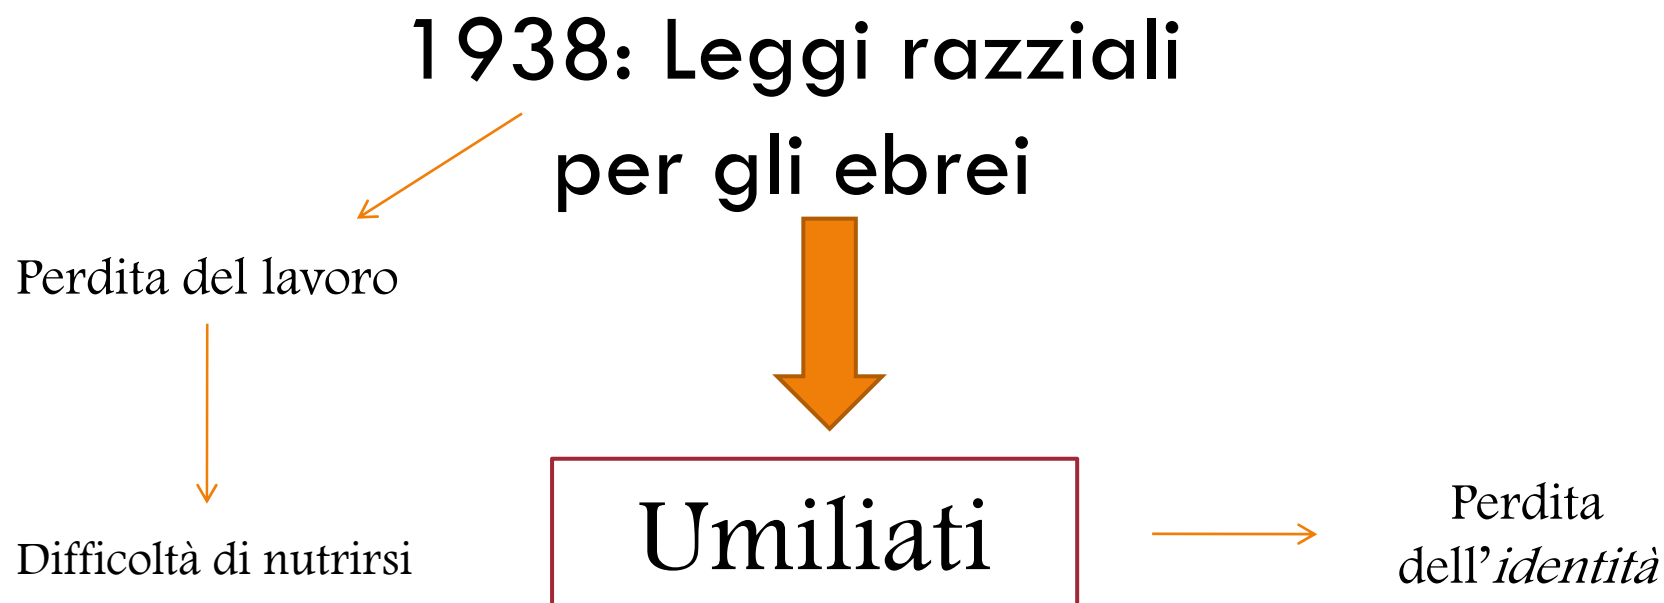 1938: Leggi razziali
per gli ebrei
Perdita del lavoro
Difficoltà di nutrirsi
Umiliati
Perdita
dell’identità